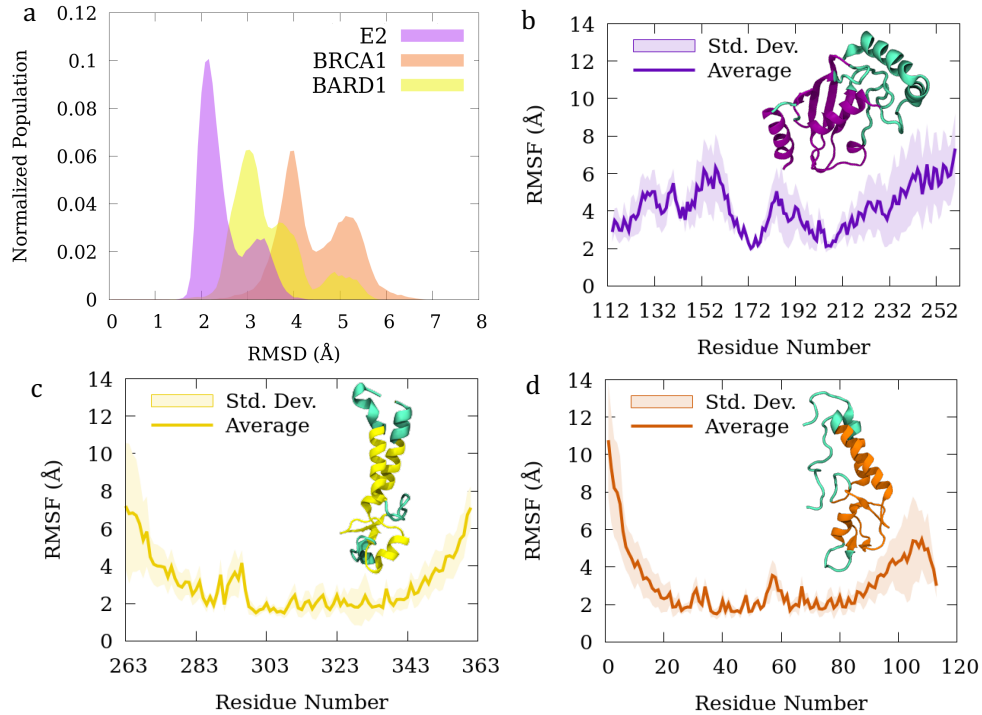 a
0.12
0.1
0.08
0.06
0.04
0.02
0
Normalized Population
E2
BRCA1
BARD1
0 1 2 3 4 5 6 7 8
RMSD (Å)
b
14
12
10
8
6
4
2
0
RMSF (Å)
Std. Dev.
Average
112 132 152 172 192 212 232 252
Residue Number
c
14
12
10
8
6
4
2
0
RMSF (Å)
Std. Dev.
Average
263 283 303 323 343 363
Residue Number
d
14
12
10
8
6
4
2
0
RMSF (Å)
Std. Dev.
Average
0 20 40 60 80 100 120
Residue Number